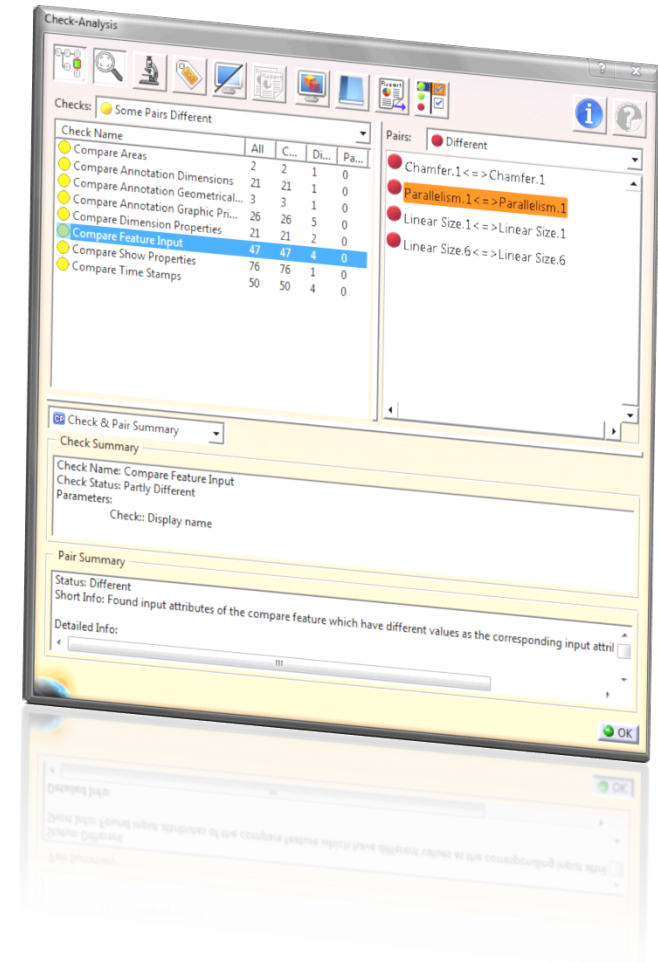 Check-Analysis
Checks: Some Pairs Different
Check Name All C... Di... Pa...
Compare Areas 2 2 1 0
Compare Annotation Dimensions 21 21 1 0
Compare Annotation Geometrical... 3 3 1 0
Compare Annotation Graphic Pri... 26 26 5 0
Compare Dimension Properties 21 21 2 0
Compare Feature Input 47 47 4 0
Compare Show Properties 76 76 1 0
Compare Time Stamps 50 50 4 0
Pairs: Different
Chamfer.1<=>Chamfer.1
Parallelism.1<=>Parallelism.1
Linear Size.1<=>Linear Size.1
Linear Size.6<=>Linear Size.6
Check & Pair Summary
Check Summary
Check Name: Compare Feature Input
Check Status: Partly Different
Parameters:
Check:: Display name
Pair Summary
Status: Different
Short Info: Found input attributes of the compare feature which have different values as the corresponding input attril
Detailed Info:
OK